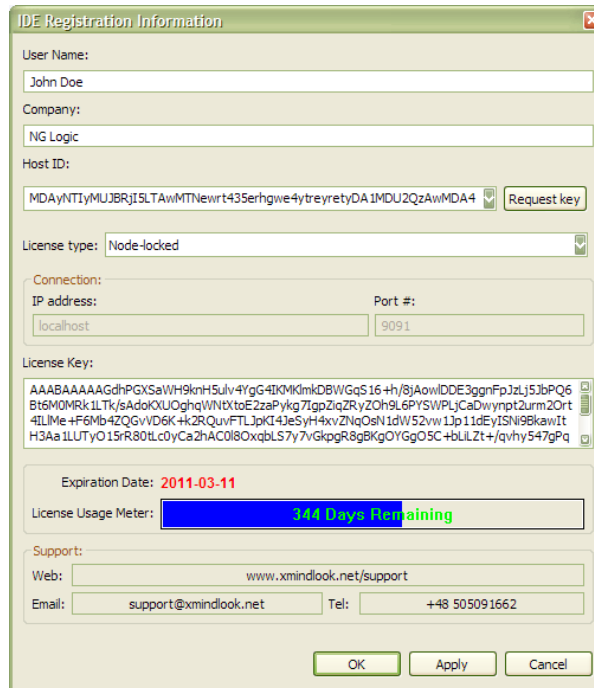 IDE Registration Information
User Name:
John Doe
Company:
NG Logic
Host ID:
MDAyNTIyMUJBRjI5LTAwMTNewrt435erhgwe4ytreyretyDA1MDU2QzAwMDA4 Request key
License type: Node-locked
Connection:
IP address: Port #:
localhost 9091
License Key:
AAABAAAAAGdhPGXSaWH9knH5ulv4YgG4IKMKlmkDBWGqS16+h/8jAowlDDE3ggnFpJzLj5JbPQ6
Bt6M0MRk1LTk/sAdoKXUOghqWNtXtoE2zaPykg7IgpZiqZRyZOh9L6PYSWPLjCaDwynpt2urm2Ort
4ILlMe+F6Mb4ZQGvVD6K+k2RQuvFTLJpKI4JeSyH4xvZNqOsN1dW52vw1Jp11dEyISNi9BkawIt
H3Aa1LUTyO15rR80tLc0yCa2hAC0l8OxqbLS7y7vGkpgR8gBKgOYGgO5C+bLiLZt+/qvhy547gPq
Expiration Date: 2011-03-11
License Usage Meter: 344 Days Remaining
Support:
Web: www.xmindlook.net/support
Email: support@xmindlook.net Tel: +48 505091662
OK Apply Cancel